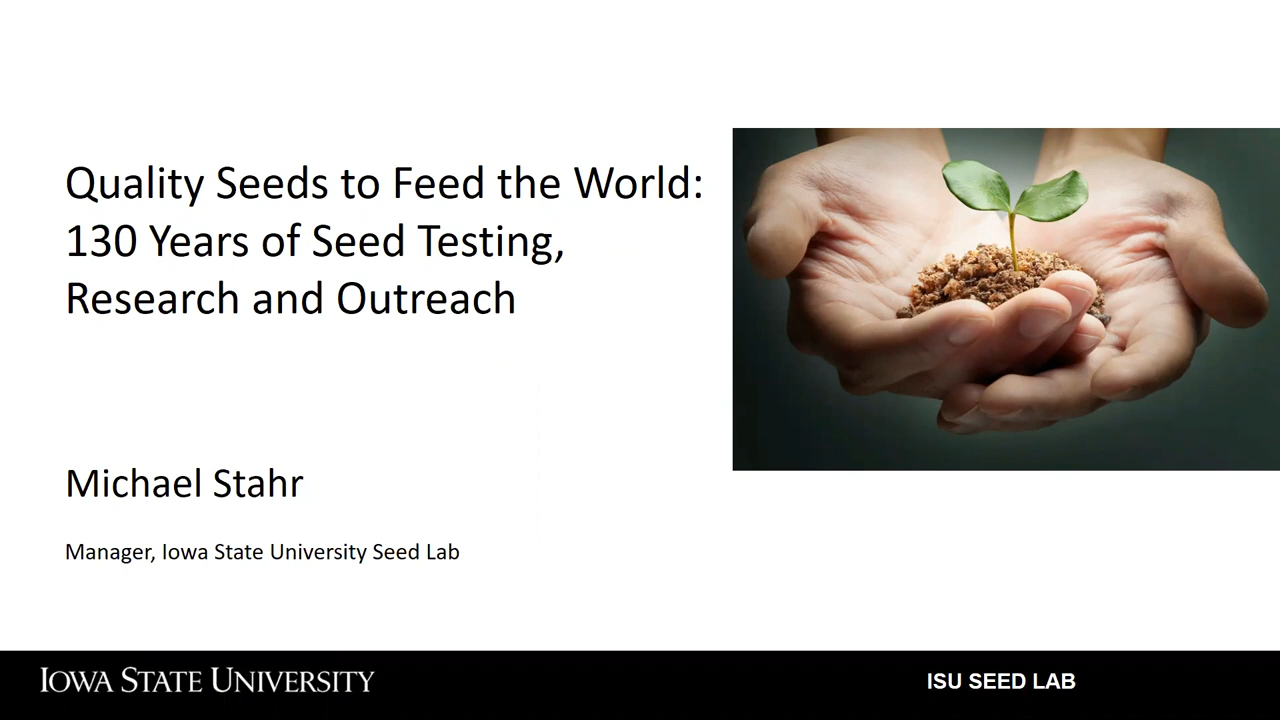 Quality Seeds to Feed the World:
130 Years of Seed Testing,
Research and Outreach
Michael Stahr
Manager, Iowa State University Seed Lab
IOWA STATE UNIVERSITY
ISU SEED LAB